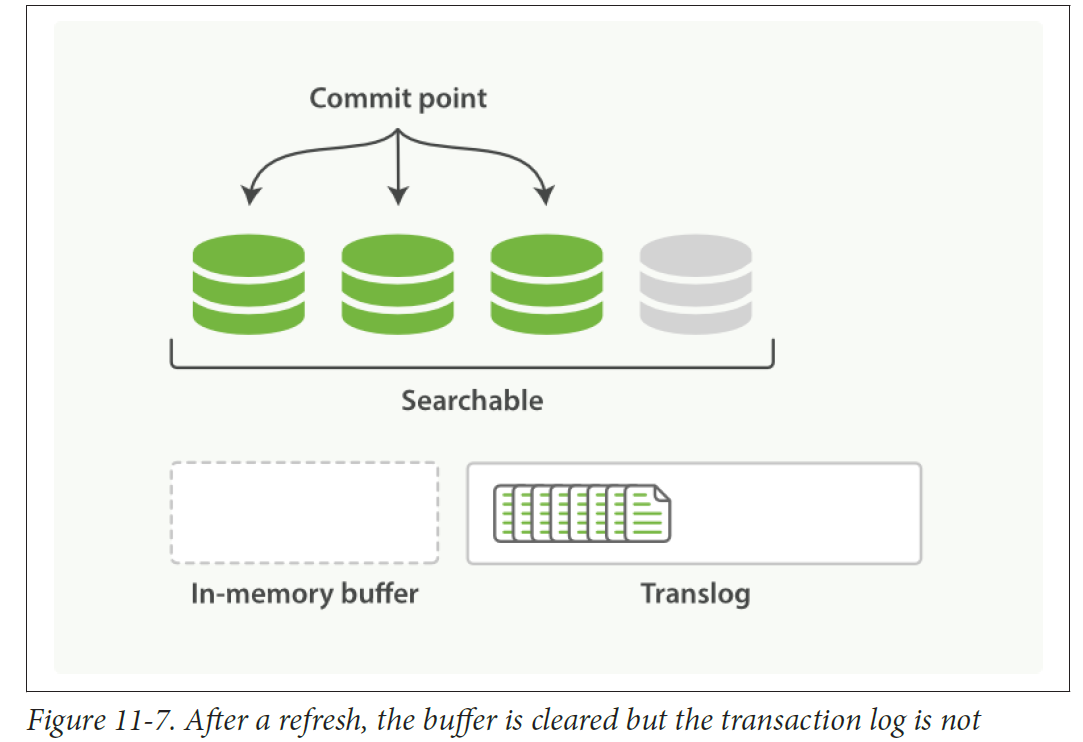 Commit point
Searchable
In-memory buffer
Translog
Figure 11-7. After a refresh, the buffer is cleared but the transaction log is not